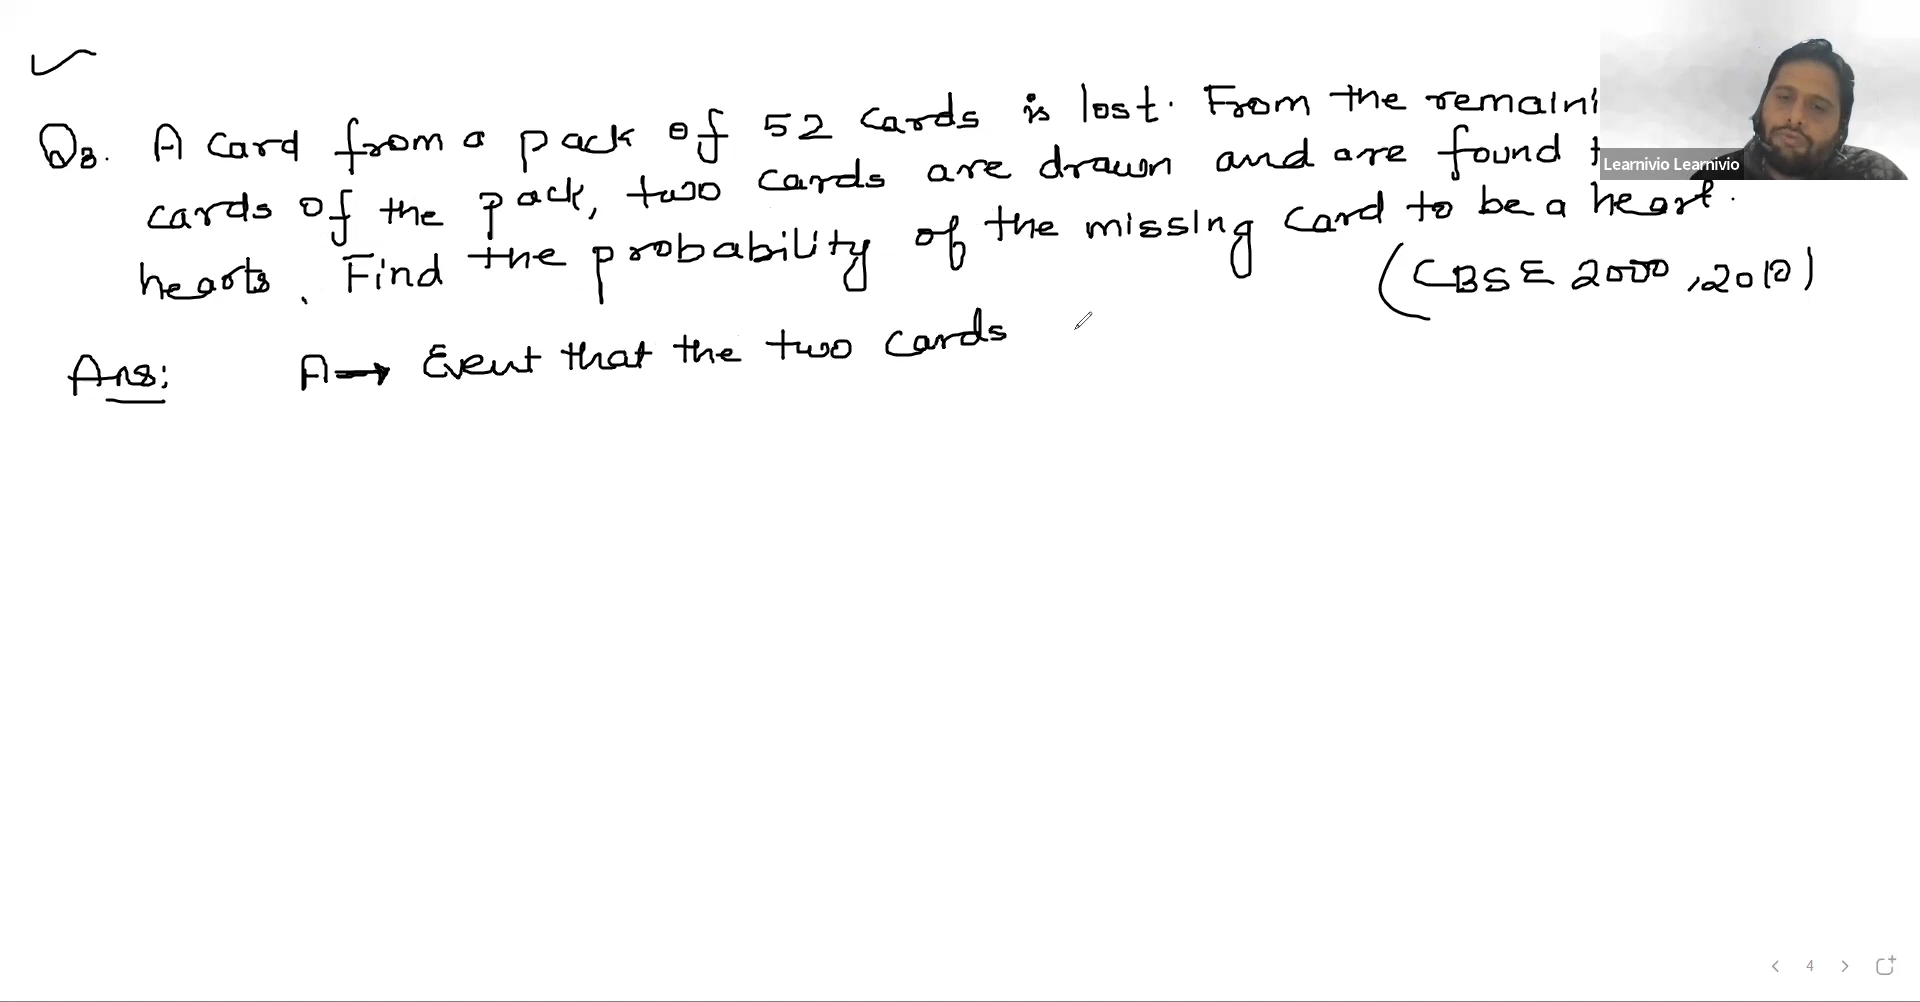 Q3. A card from a pack of 52 cards is lost. From the remaini
cards of the pack, two cards are drawn and are found t
hearts. Find the probability of the missing card to be a heart.
(CBSE 2000, 2010)
Ans: A→ Event that the two cards
Learnivio Learnivio
4